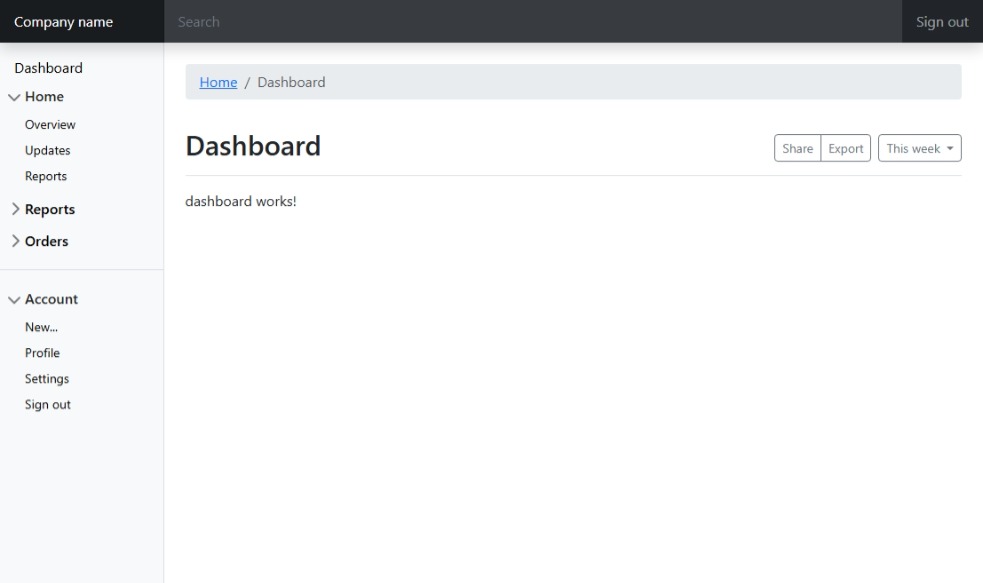 Company name
Search
Sign out
Dashboard
Home
Overview
Updates
Reports
Reports
Orders
Account
New...
Profile
Settings
Sign out
Home / Dashboard
Dashboard
Share Export This week
dashboard works!